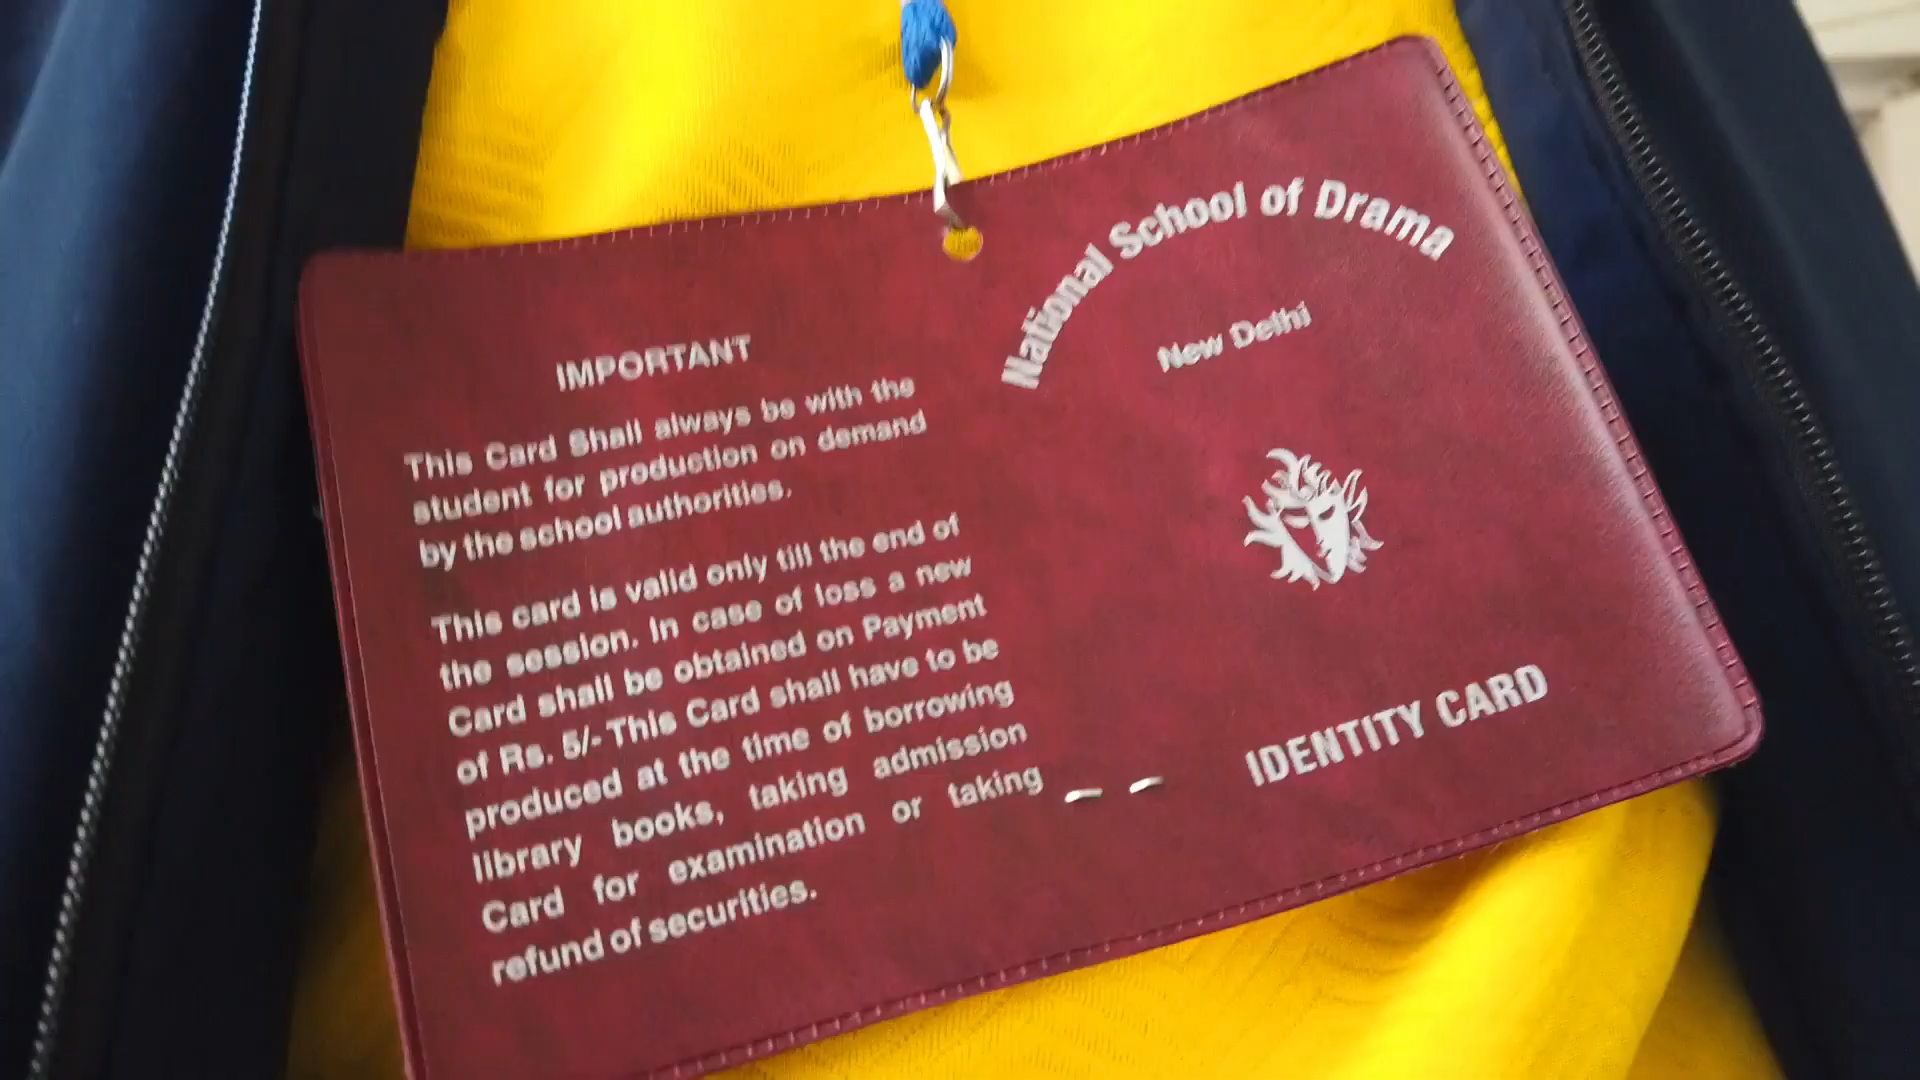 IMPORTANT
This Card Shall always be with the
student for production on demand
by the school authorities.
This card is valid only till the end of
the session. In case of loss a new
Card shall be obtained on Payment
of Rs. 5/- This Card shall have to be
produced at the time of borrowing
library books, taking admission
Card for examination or taking
refund of securities.
National School of Drama
New Delhi
IDENTITY CARD